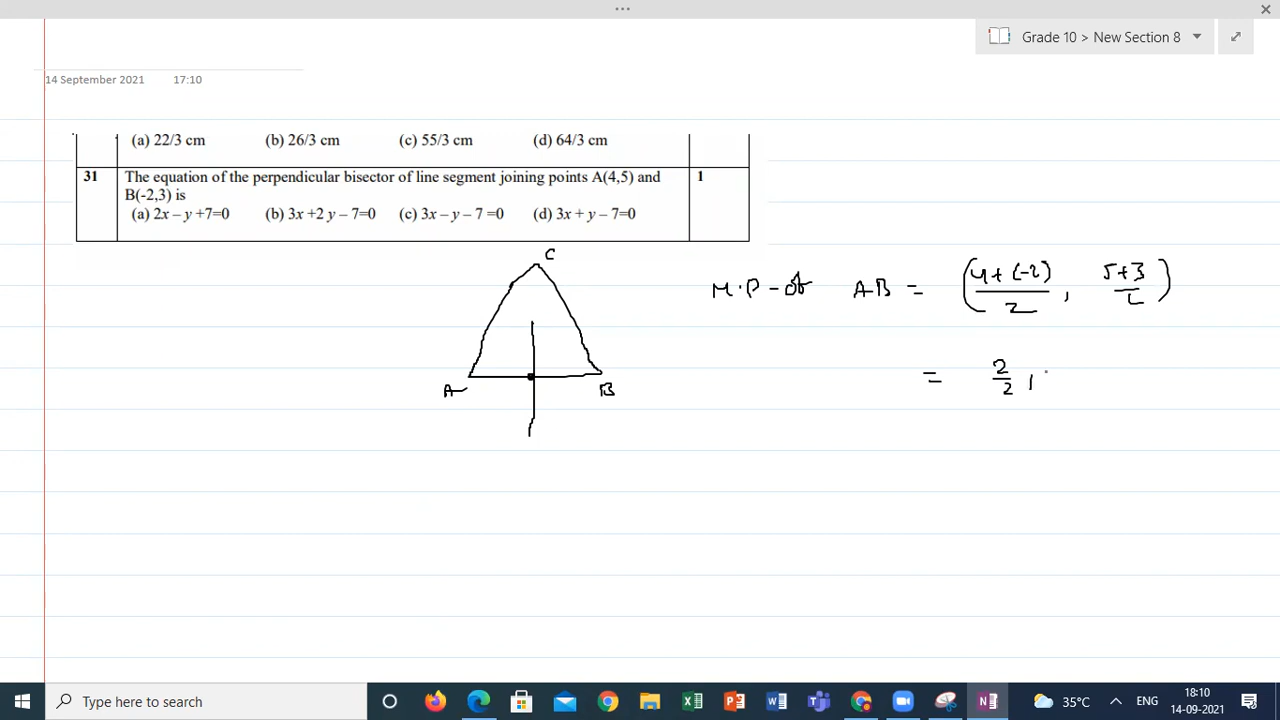 Grade 10 > New Section 8
14 September 2021 17:10
(a) 22/3 cm (b) 26/3 cm (c) 55/3 cm (d) 64/3 cm
31 The equation of the perpendicular bisector of line segment joining points A(4,5) and 1
B(-2,3) is
(a) 2x – y +7=0 (b) 3x +2 y – 7=0 (c) 3x – y – 7 =0 (d) 3x + y – 7=0
C
M.P - of AB = (4+(-2)/2, 5+3/2)
= 2/2 ,
A B
Type here to search
35°C ENG 18:10
14-09-2021